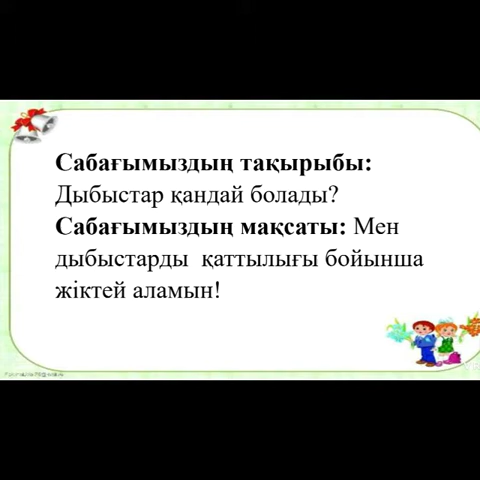 Сабағымыздың тақырыбы:
Дыбыстар қандай болады?
Сабағымыздың мақсаты: Мен
дыбыстарды қаттылығы бойынша
жіктей аламын!